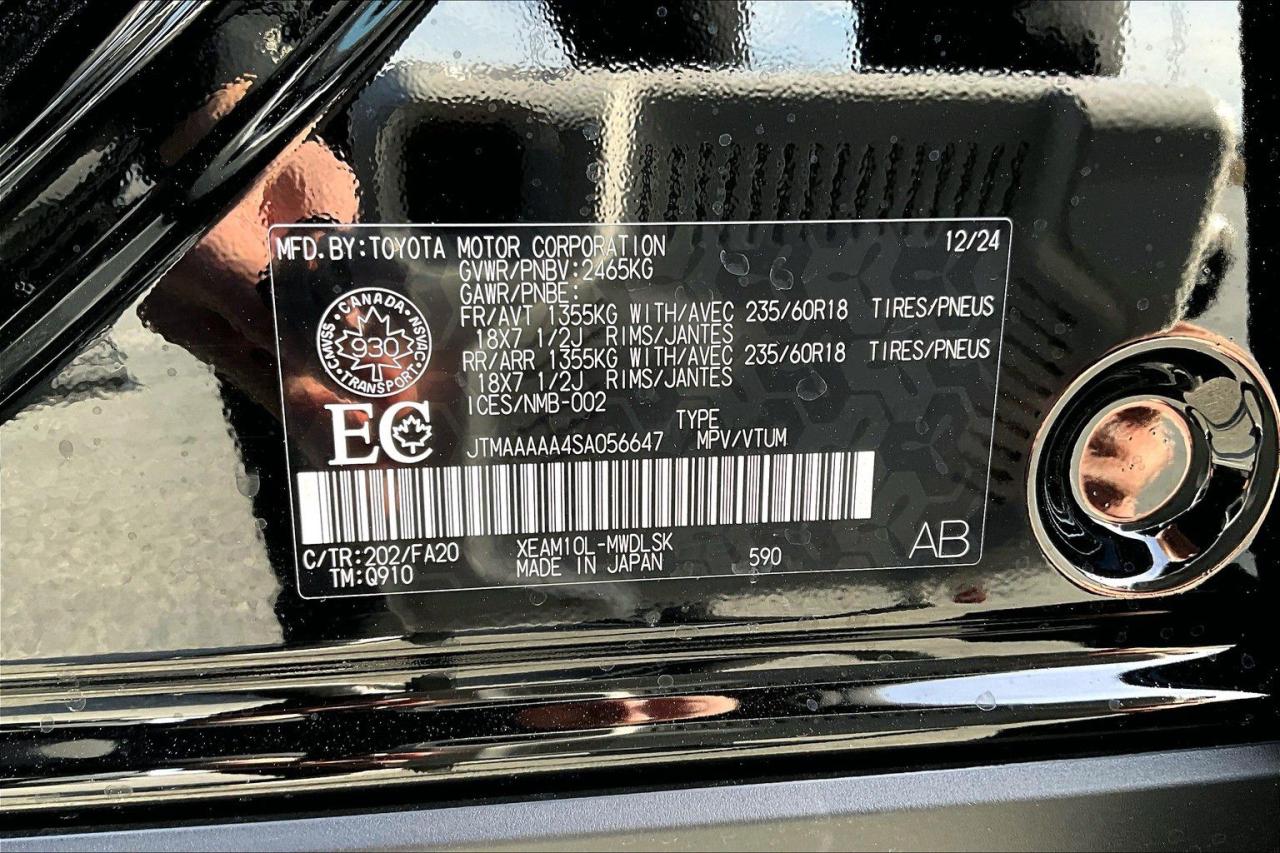 MFD.BY:TOYOTA MOTOR CORPORATION 12/24
GVWR/PNBV:2465KG
GAWR/PNBE:
FR/AVT 1355KG WITH/AVEC 235/60R18 TIRES/PNEUS
18X7 1/2J RIMS/JANTES
RR/ARR 1355KG WITH/AVEC 235/60R18 TIRES/PNEUS
18X7 1/2J RIMS/JANTES
ICES/NMB-002
CANADA
CMVSS · NSVAC
930
TRANSPORT
EC
TYPE
JTMAAAAA4SA056647 MPV/VTUM
C/TR:202/FA20 XEAM10L-MWDLSK 590 AB
TM:Q910 MADE IN JAPAN